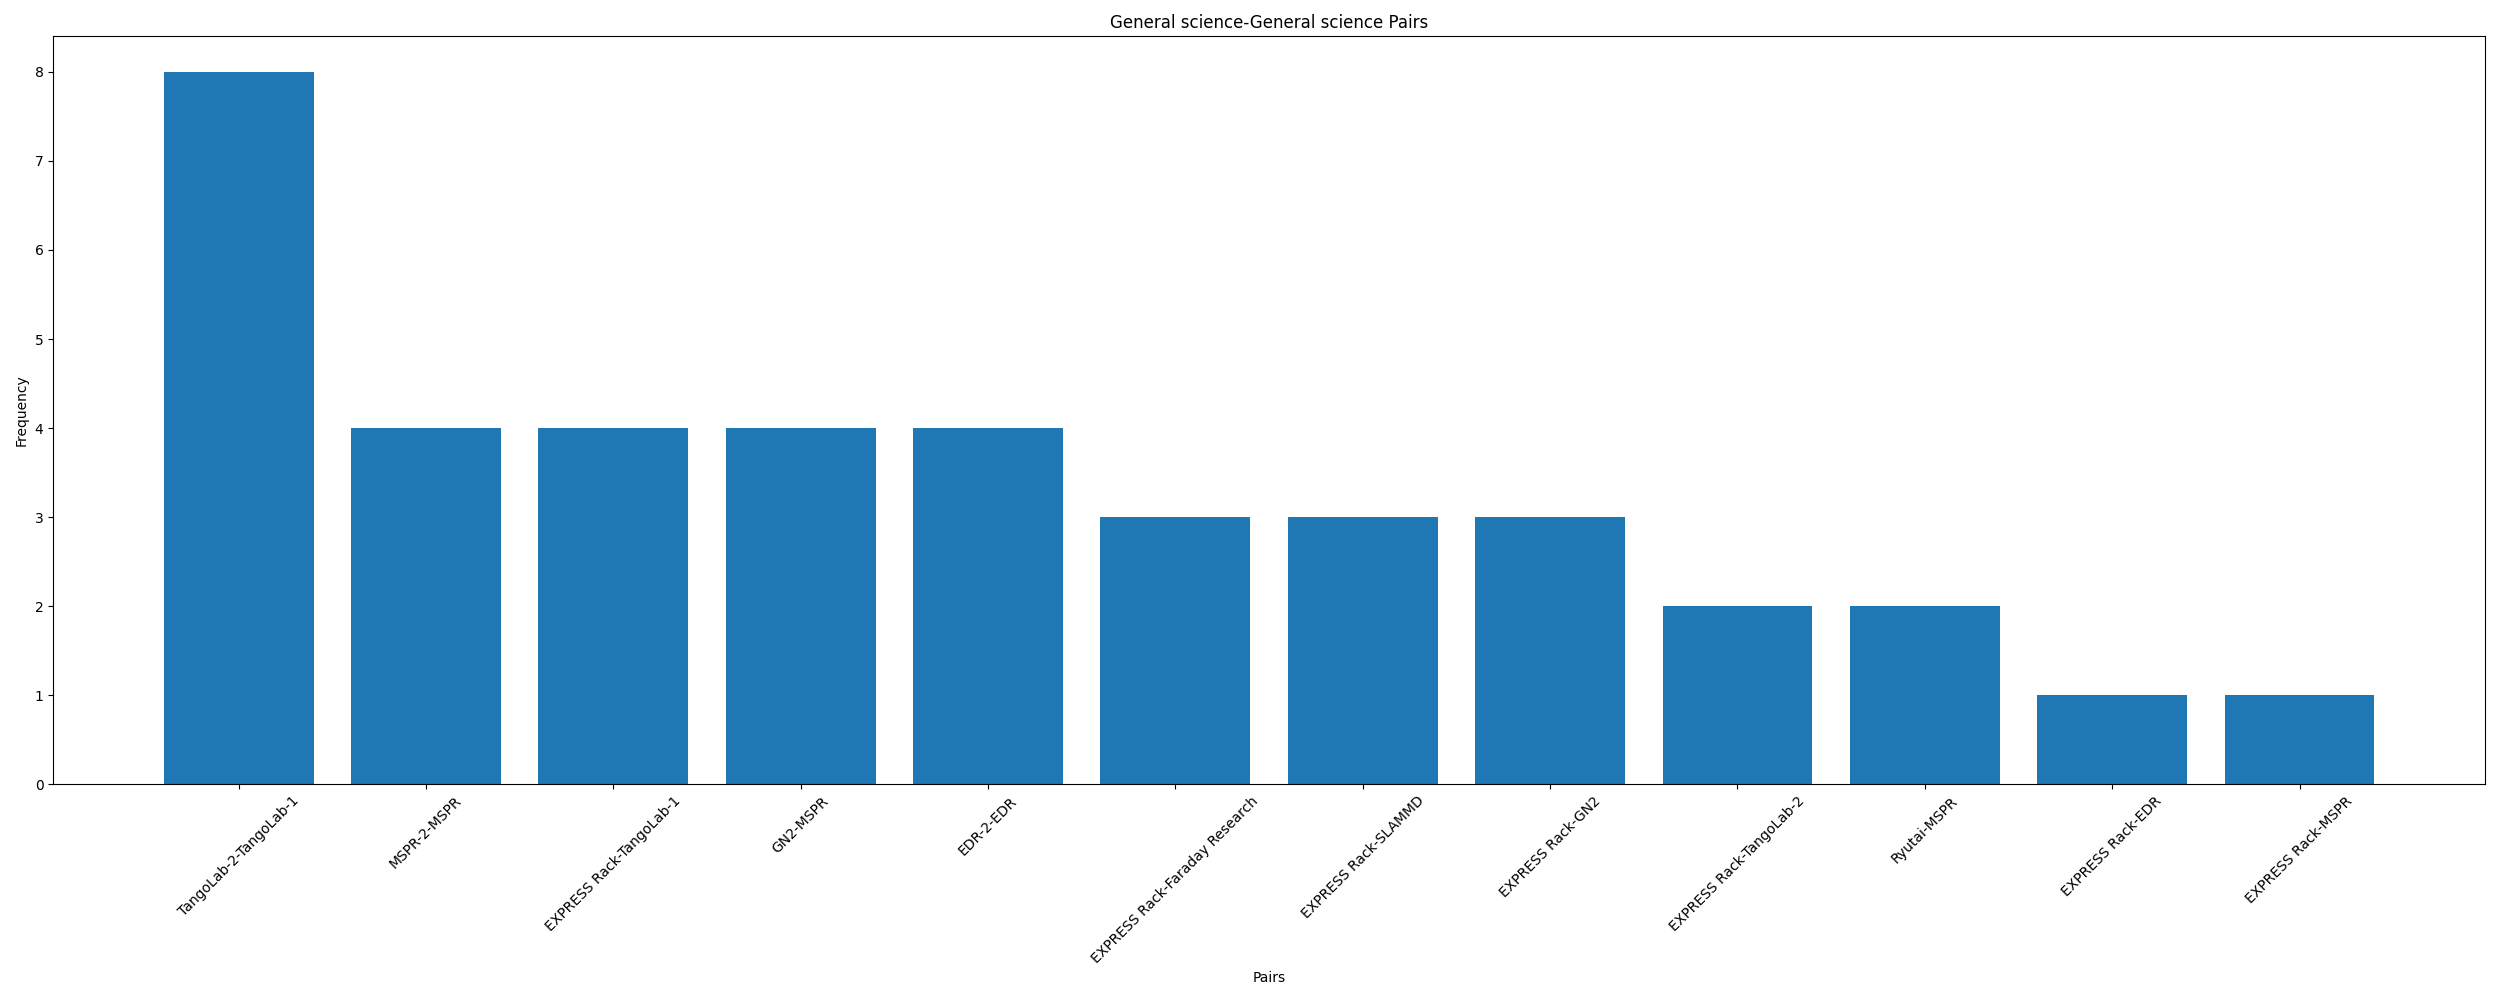 General science-General science Pairs
Frequency
8
7
6
5
4
3
2
1
0
TangoLab-2-TangoLab-1
MSPR-2-MSPR
EXPRESS Rack-TangoLab-1
GN2-MSPR
EDR-2-EDR
EXPRESS Rack-Faraday Research
EXPRESS Rack-SLAMMD
EXPRESS Rack-GN2
EXPRESS Rack-TangoLab-2
Ryutai-MSPR
EXPRESS Rack-EDR
EXPRESS Rack-MSPR
Pairs